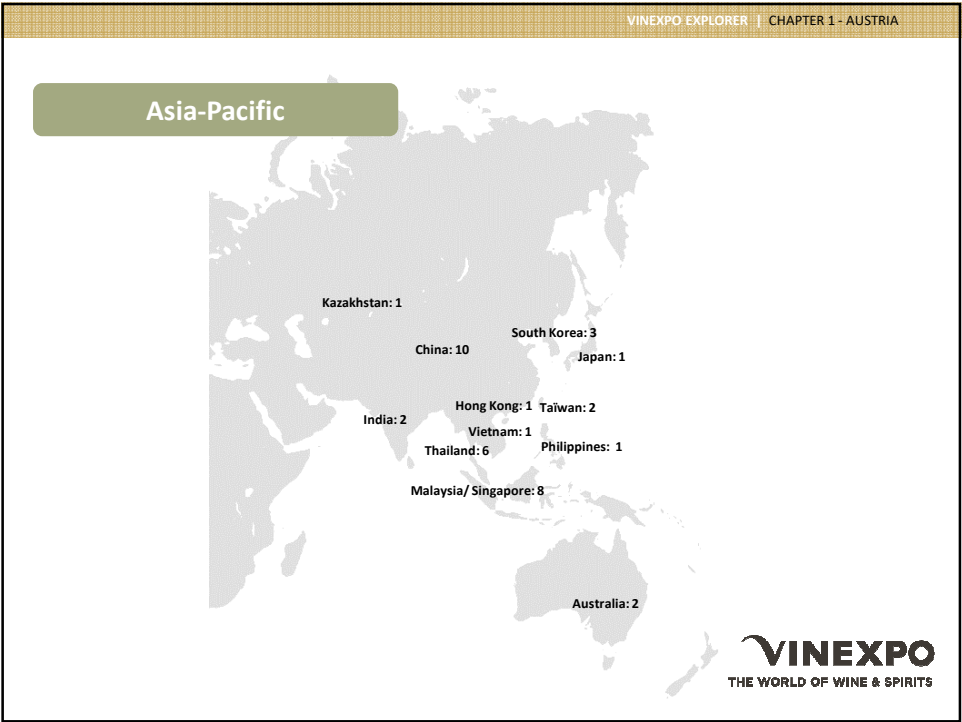 VINEXPO EXPLORER | CHAPTER 1 - AUSTRIA
Asia-Pacific
Kazakhstan: 1
South Korea: 3
China: 10
Japan: 1
Hong Kong: 1
Taïwan: 2
India: 2
Vietnam: 1
Thailand: 6
Philippines: 1
Malaysia/ Singapore: 8
Australia: 2
VINEXPO
THE WORLD OF WINE & SPIRITS